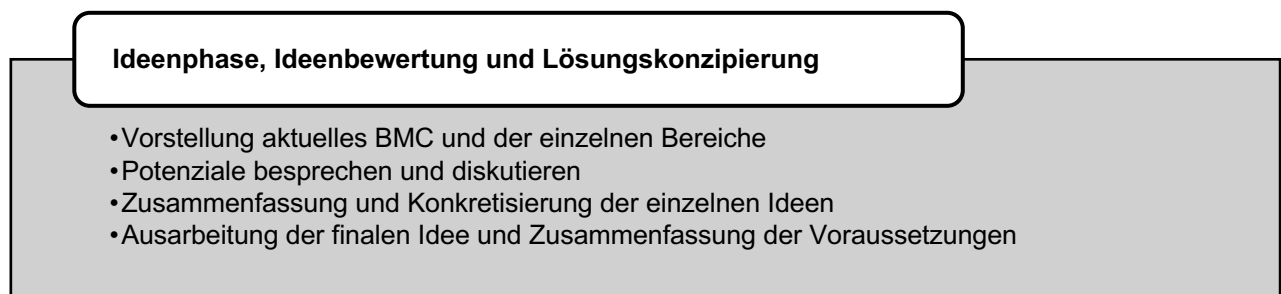 Ideenphase, Ideenbewertung und Lösungskonzipierung
•Vorstellung aktuelles BMC und der einzelnen Bereiche
•Potenziale besprechen und diskutieren
•Zusammenfassung und Konkretisierung der einzelnen Ideen
•Ausarbeitung der finalen Idee und Zusammenfassung der Voraussetzungen